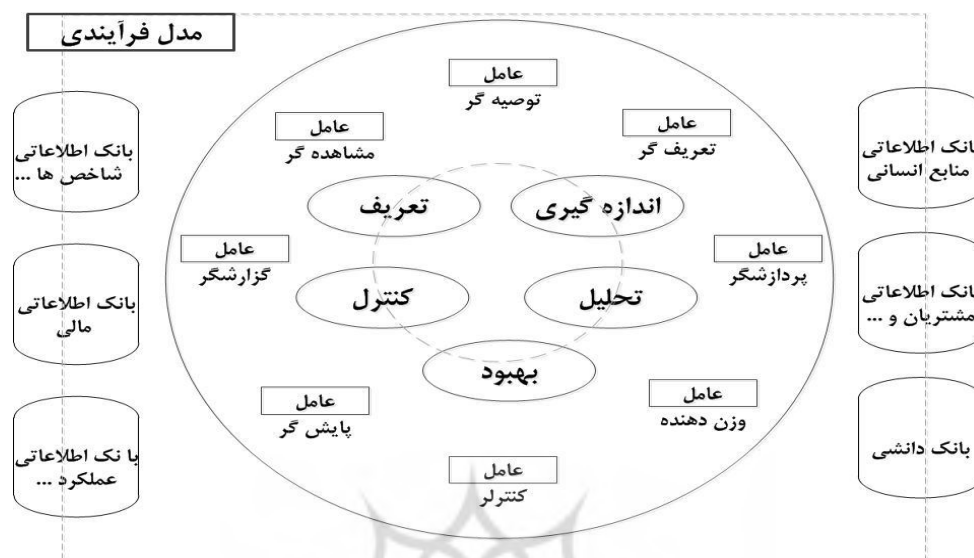 مدل فرآیندی
عامل
توصیه گر
عامل
تعریف گر
عامل
مشاهده گر
بانک اطلاعاتی
منابع انسانی
بانک اطلاعاتی
شاخص ها ...
اندازه گیری
تعریف
عامل
پردازشگر
عامل
گزارشگر
بانک اطلاعاتی
مشتریان و ...
تحلیل
کنترل
بانک اطلاعاتی
مالی
بهبود
عامل
وزن دهنده
عامل
پایش گر
بانک دانشی
با نک اطلاعاتی
عملکرد ...
عامل
کنترلر